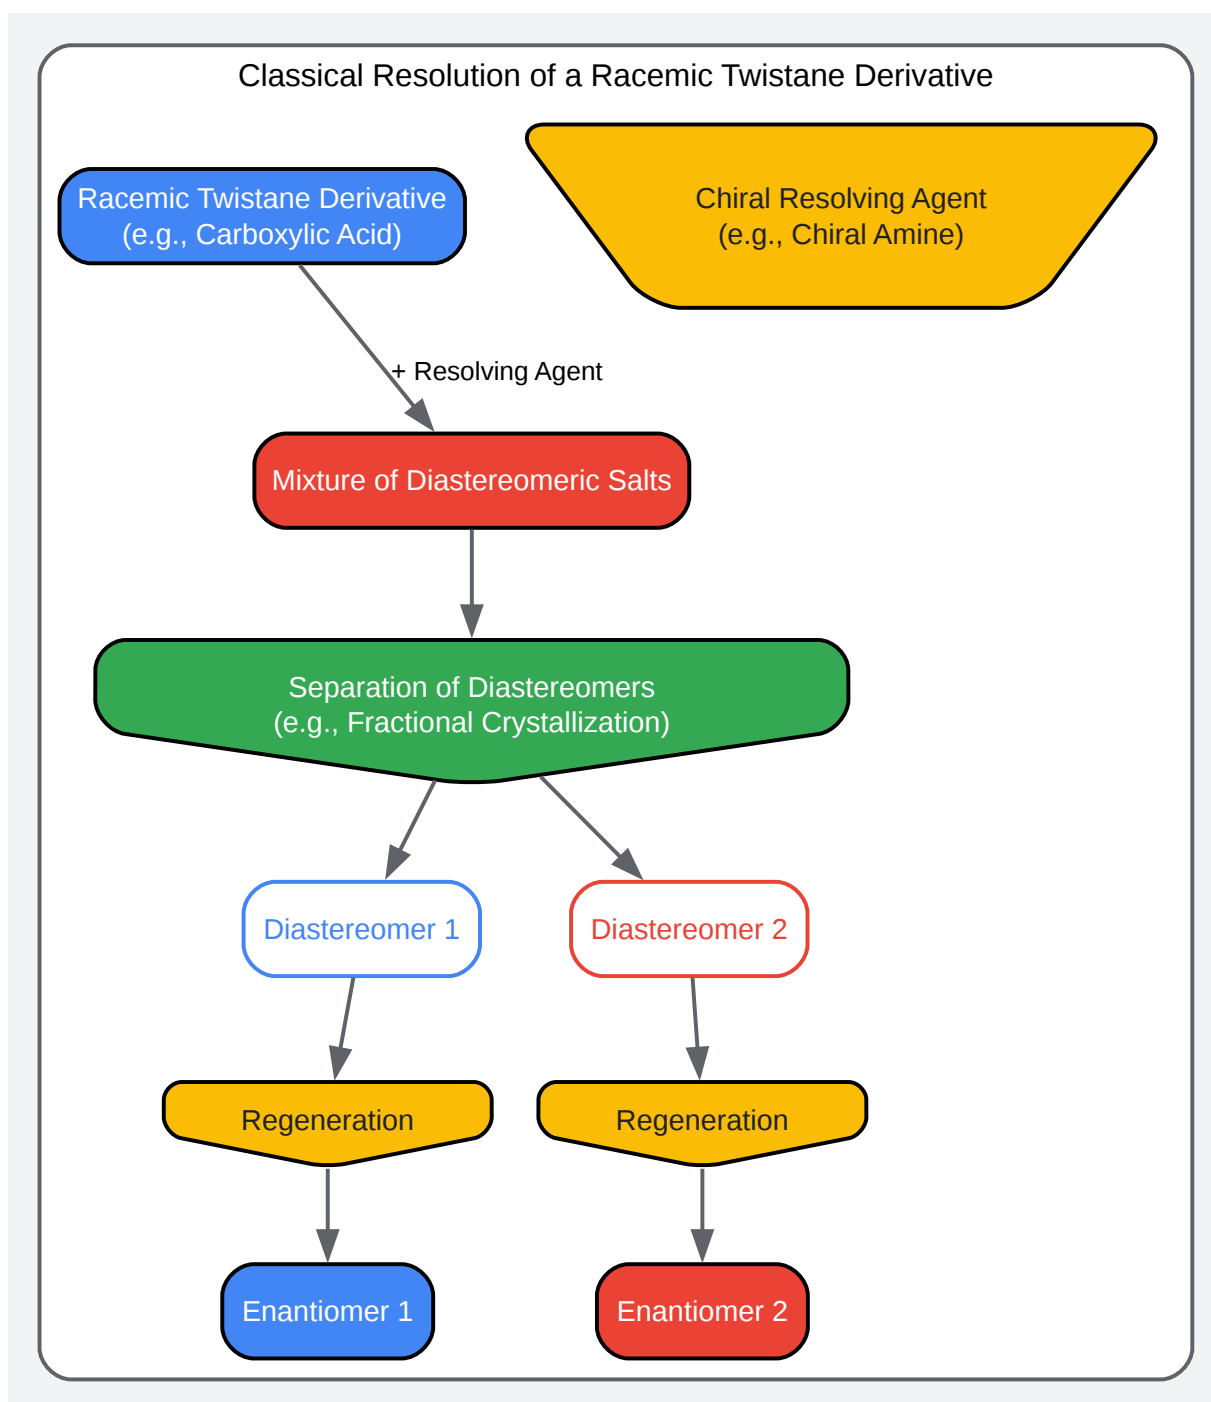 Classical Resolution of a Racemic Twistane Derivative
Racemic Twistane Derivative
(e.g., Carboxylic Acid)
Chiral Resolving Agent
(e.g., Chiral Amine)
+ Resolving Agent
Mixture of Diastereomeric Salts
Separation of Diastereomers
(e.g., Fractional Crystallization)
Diastereomer 1
Diastereomer 2
Regeneration
Regeneration
Enantiomer 1
Enantiomer 2